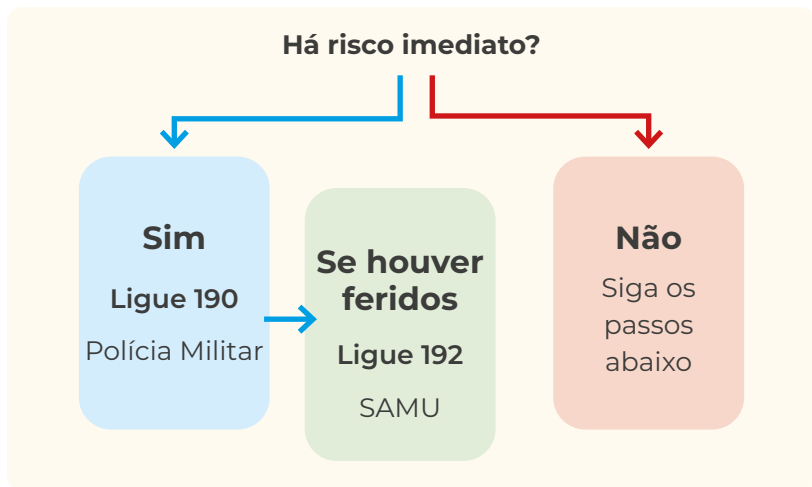 Há risco imediato?
Sim
Ligue 190
Polícia Militar
Se houver
feridos
Ligue 192
SAMU
Não
Siga os
passos
abaixo